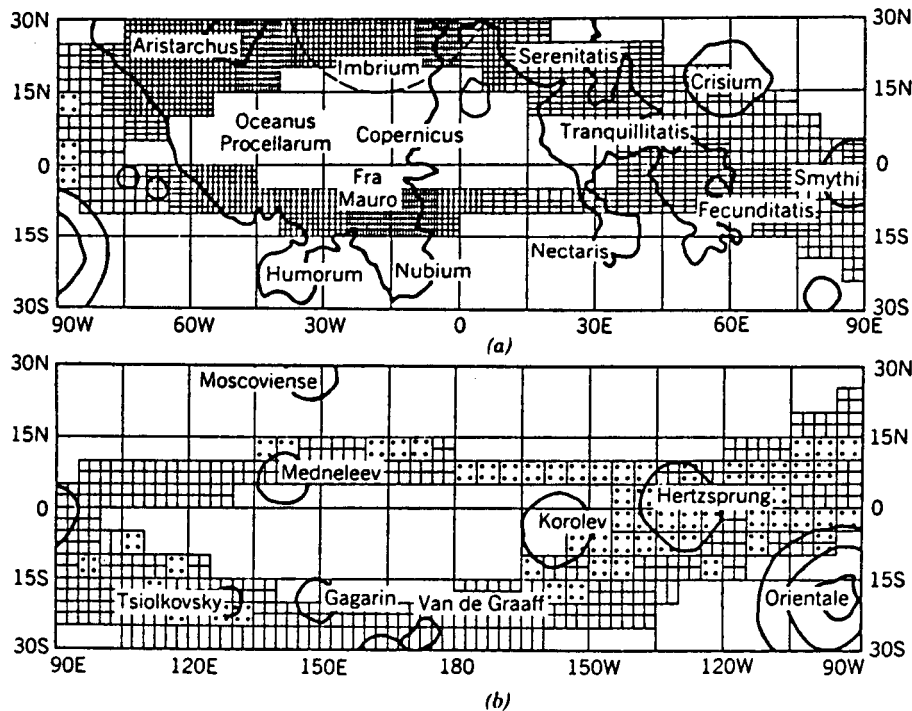 30N 30N
Aristarchus Serenitatis
Imbrium Crisium
15N 15N
Oceanus Copernicus Tranquillitatis
Procellarum
0 Fra Smythi 0
Mauro Fecunditatis
15S Nectaris 15S
Humorum Nubium
30S 30S
90W 60W 30W 0 30E 60E 90E
(a)
30N Moscoviense 30N
15N 15N
Medneleev
0 Korolev Hertzsprung 0
15S 15S
Tsiolkovsky Gagarin Van de Graaff Orientale
30S 30S
90E 120E 150E 180 150W 120W 90W
(b)